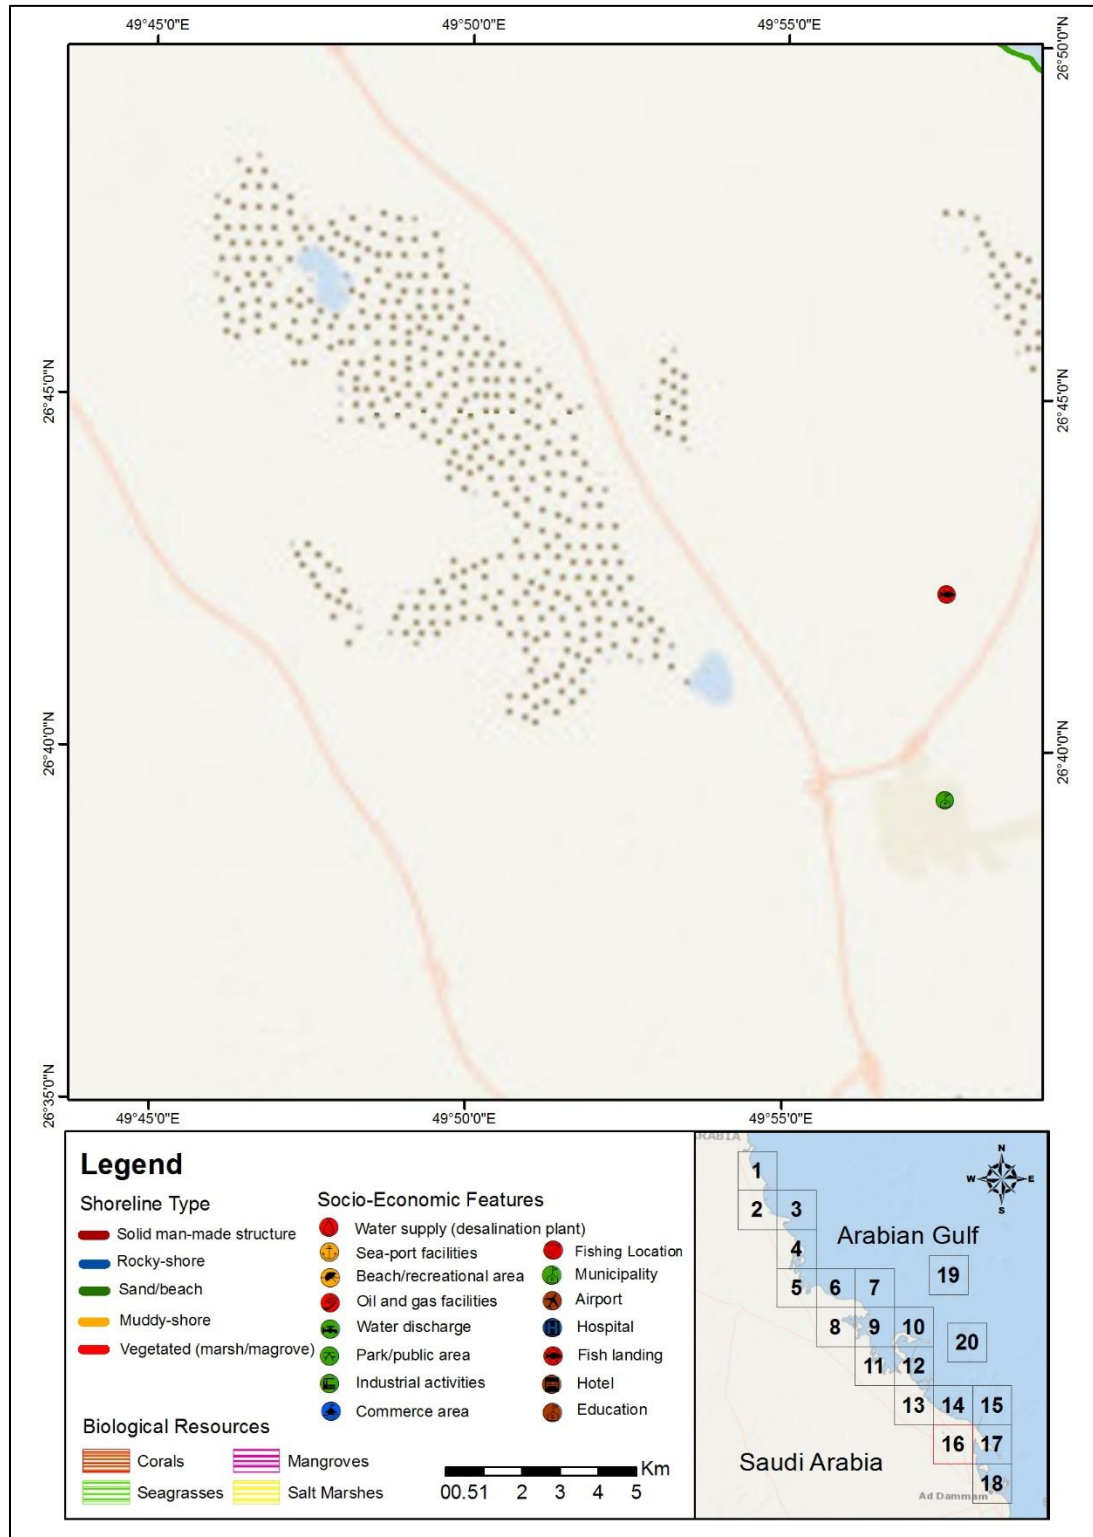 49°45'0"E 49°50'0"E 49°55'0"E
26°50'0"N
26°45'0"N 26°45'0"N
26°40'0"N 26°40'0"N
26°35'0"N
49°45'0"E 49°50'0"E 49°55'0"E
Legend
Shoreline Type
Solid man-made structure
Rocky-shore
Sand/beach
Muddy-shore
Vegetated (marsh/magrove)
Socio-Economic Features
Water supply (desalination plant)
Sea-port facilities
Beach/recreational area
Oil and gas facilities
Water discharge
Park/public area
Industrial activities
Commerce area
Fishing Location
Municipality
Airport
Hospital
Fish landing
Hotel
Education
Biological Resources
Corals
Mangroves
Seagrasses
Salt Marshes
Km
00.51 2 3 4 5
RABIA
N
W E
S
1
2 3
Arabian Gulf
4
19
5 6 7
8 9 10
20
11 12
13 14 15
16 17
Saudi Arabia
18
Ad Dammam